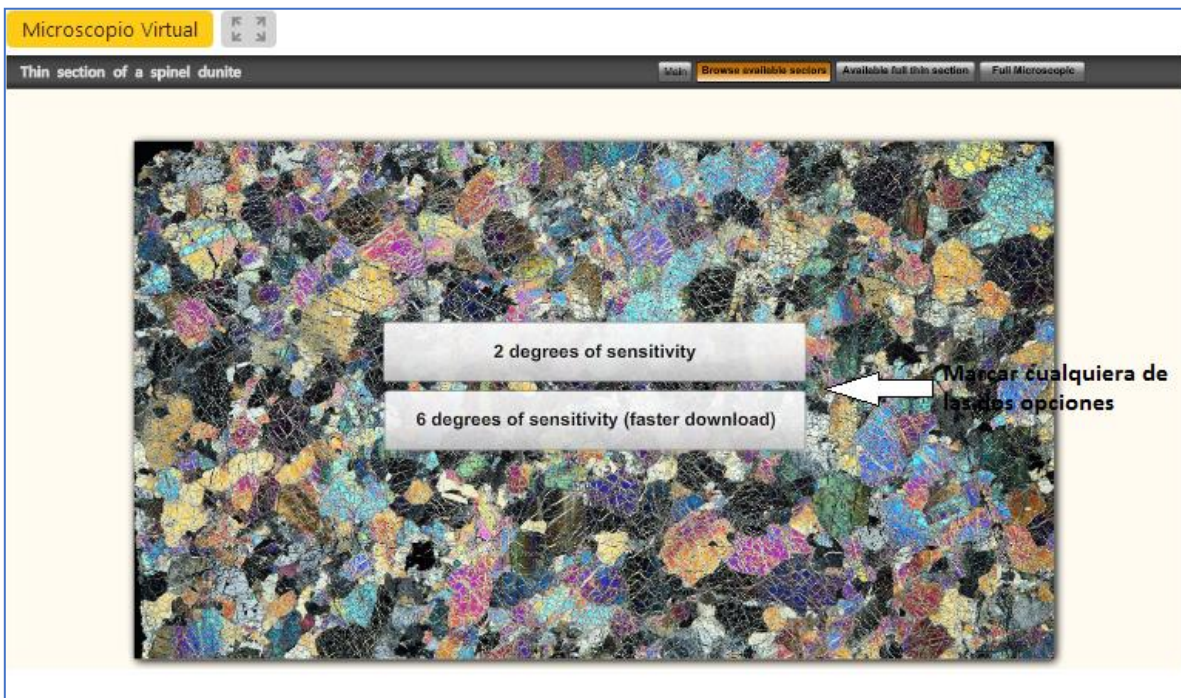 Microscopio Virtual
Thin section of a spinel dunite
Main
Browse available sectors
Available full thin section
Full Microscopic
2 degrees of sensitivity
6 degrees of sensitivity (faster download)
Marcar cualquiera de
las dos opciones